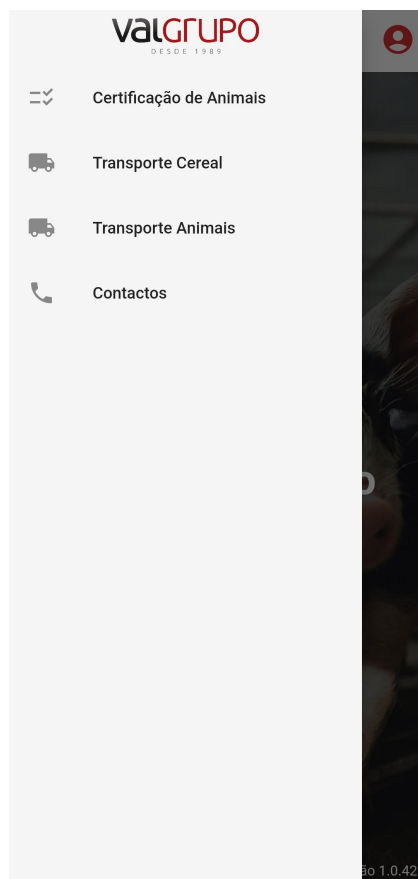 valGRUPO
DESDE 1989
Certificação de Animais
Transporte Cereal
Transporte Animais
Contactos
o
ão 1.0.42